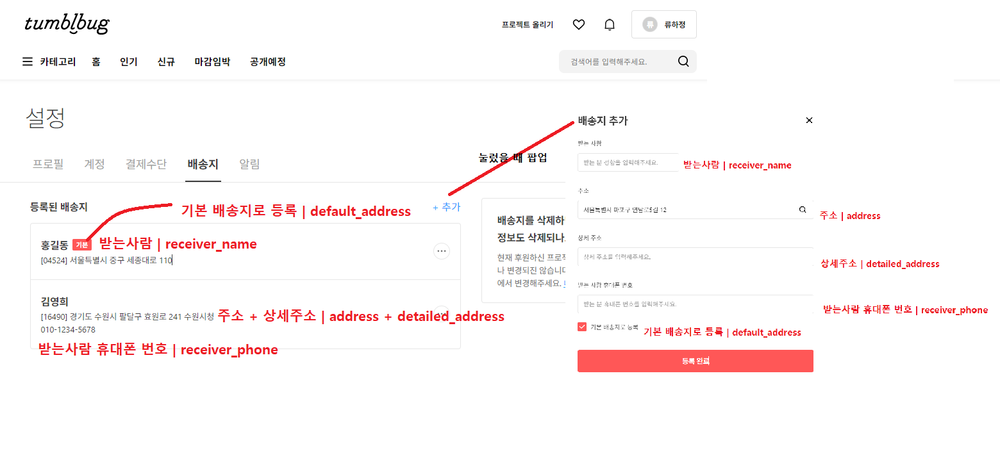 tumblbug
프로젝트 올리기
류 류하정
카테고리 홈 인기 신규 마감임박 공개예정
검색어를 입력해주세요.
설정
프로필 계정 결제수단 배송지 알림
등록된 배송지
+ 추가
기본 배송지로 등록 | default_address
홍길동 기본 받는사람 | receiver_name
[04524] 서울특별시 중구 세종대로 110
김영희
[16490] 경기도 수원시 팔달구 효원로 241 수원시청 주소 + 상세주소 | address + detailed_address
010-1234-5678
받는사람 휴대폰 번호 | receiver_phone
배송지를 삭제하
정보도 삭제되나
현재 후원하신 프로젝
나 변경되진 않습니다
에서 변경해주세요.
눌렀을 때 팝업
배송지 추가
받는 사람
받는 분 성함을 입력해주세요. 받는사람 | receiver_name
주소
서울특별시 마포구 연남로5길 12 주소 | address
상세 주소
상세 주소를 입력해주세요. 상세주소 | detailed_address
받는 사람 휴대폰 번호
받는 분 휴대폰 번호를 입력해주세요. 받는사람 휴대폰 번호 | receiver_phone
기본 배송지로 등록 기본 배송지로 등록 | default_address
등록 완료